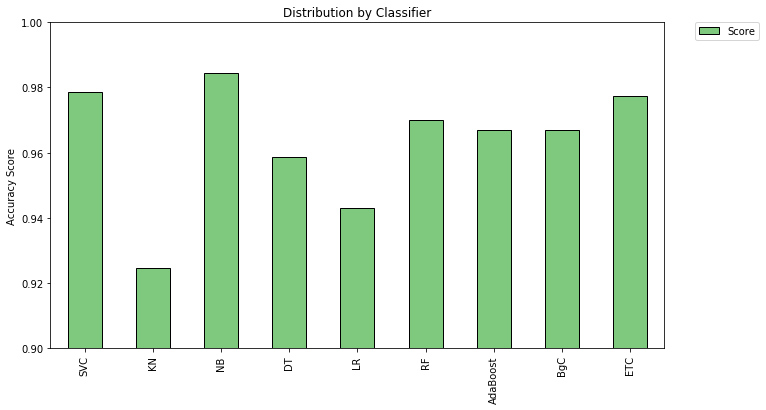 Distribution by Classifier
Score
Accuracy Score
1.00
0.98
0.96
0.94
0.92
0.90
SVC
KN
NB
DT
LR
RF
AdaBoost
BgC
ETC